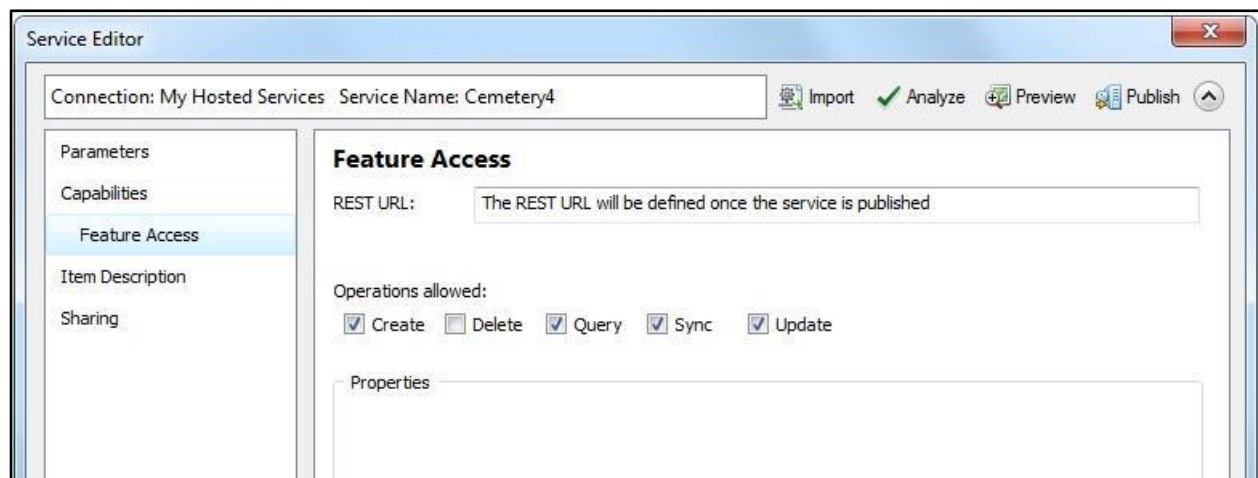 Service Editor
Connection: My Hosted Services Service Name: Cemetery4
Import Analyze Preview Publish
Parameters
Capabilities
Feature Access
Item Description
Sharing
Feature Access
REST URL: The REST URL will be defined once the service is published
Operations allowed:
Create Delete Query Sync Update
Properties